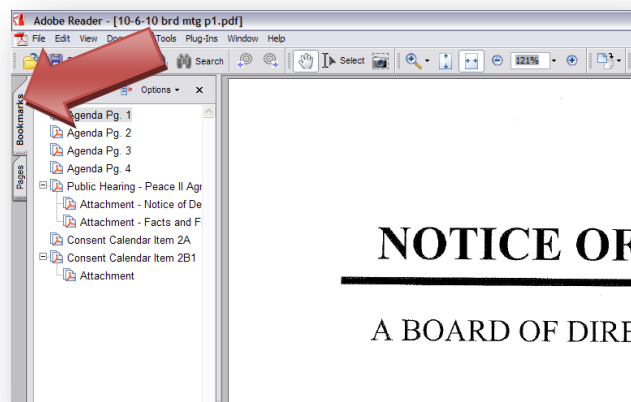 Adobe Reader - [10-6-10 brd mtg p1.pdf]
File Edit View Tools Plug-Ins Window Help
Search Select 121%
Bookmarks
Pages
Options
Agenda Pg. 1
Agenda Pg. 2
Agenda Pg. 3
Agenda Pg. 4
Public Hearing - Peace II Agr
Attachment - Notice of De
Attachment - Facts and F
Consent Calendar Item 2A
Consent Calendar Item 2B1
Attachment
NOTICE OF
A BOARD OF DIRE